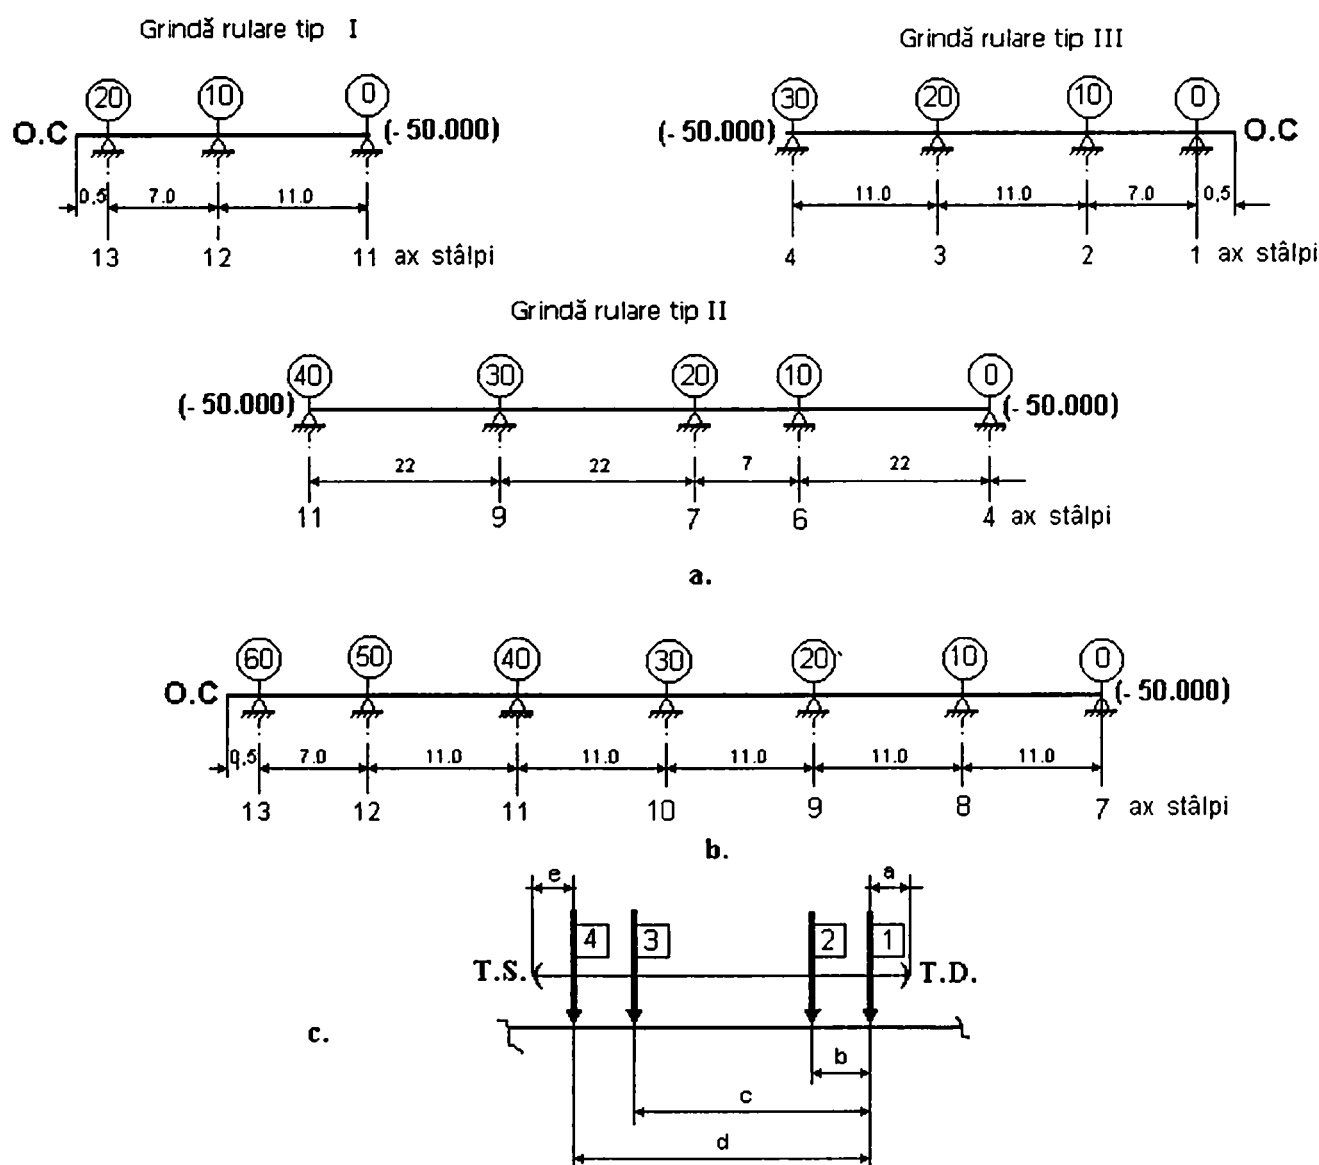 Grindă rulare tip I
Grindă rulare tip III
20 10 0
O.C (- 50.000)
0,5 7.0 11.0
13 12 11 ax stâlpi
30 20 10 0
(- 50.000) O.C
11.0 11.0 7.0 0,5
4 3 2 1 ax stâlpi
Grindă rulare tip II
40 30 20 10 0
(- 50.000) (- 50.000)
22 22 7 22
11 9 7 6 4 ax stâlpi
a.
60 50 40 30 20 10 0
O.C (- 50.000)
0,5 7.0 11.0 11.0 11.0 11.0 11.0
13 12 11 10 9 8 7 ax stâlpi
b.
e a
4 3 2 1
T.S. T.D.
c.
b
c
d